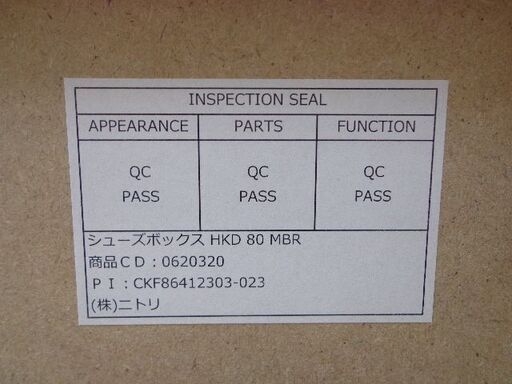 INSPECTION SEAL
APPEARANCE PARTS FUNCTION
QC QC QC
PASS PASS PASS
シューズボックス HKD 80 MBR
商品ＣＤ：0620320
ＰＩ：CKF86412303-023
(株)ニトリ